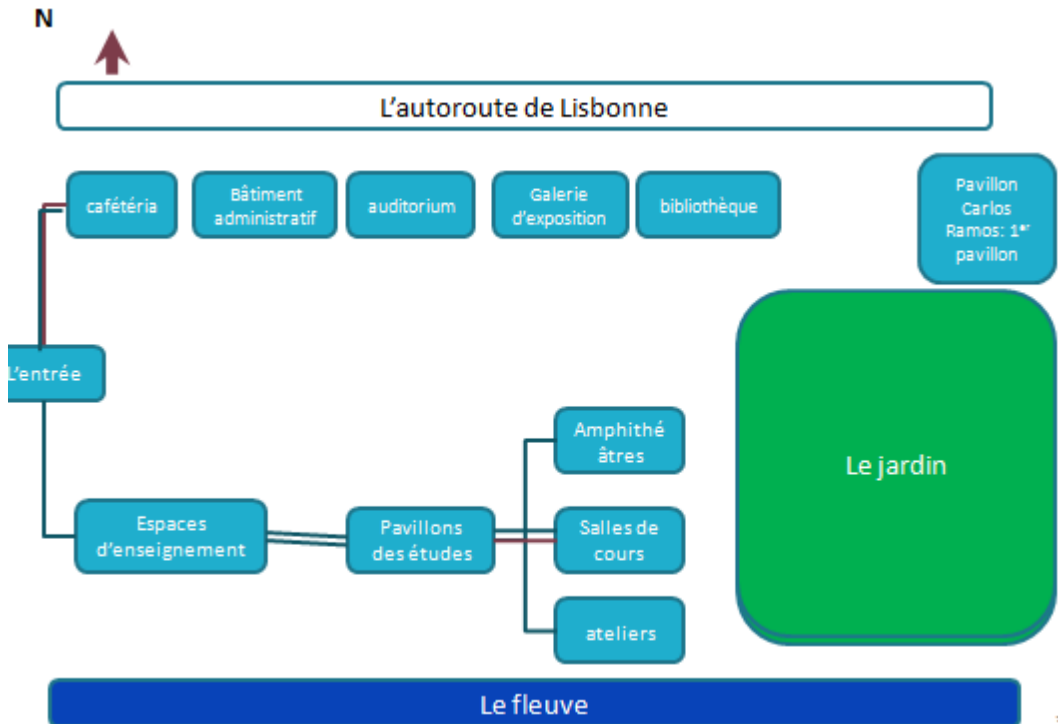 N
L'autoroute de Lisbonne
cafétéria
Bâtiment
administratif
auditorium
Galerie
d'exposition
bibliothèque
Pavillon
Carlos
Ramos: 1er
pavillon
L'entrée
Amphithé
âtres
Le jardin
Espaces
d'enseignement
Pavillons
des études
Salles de
cours
ateliers
Le fleuve